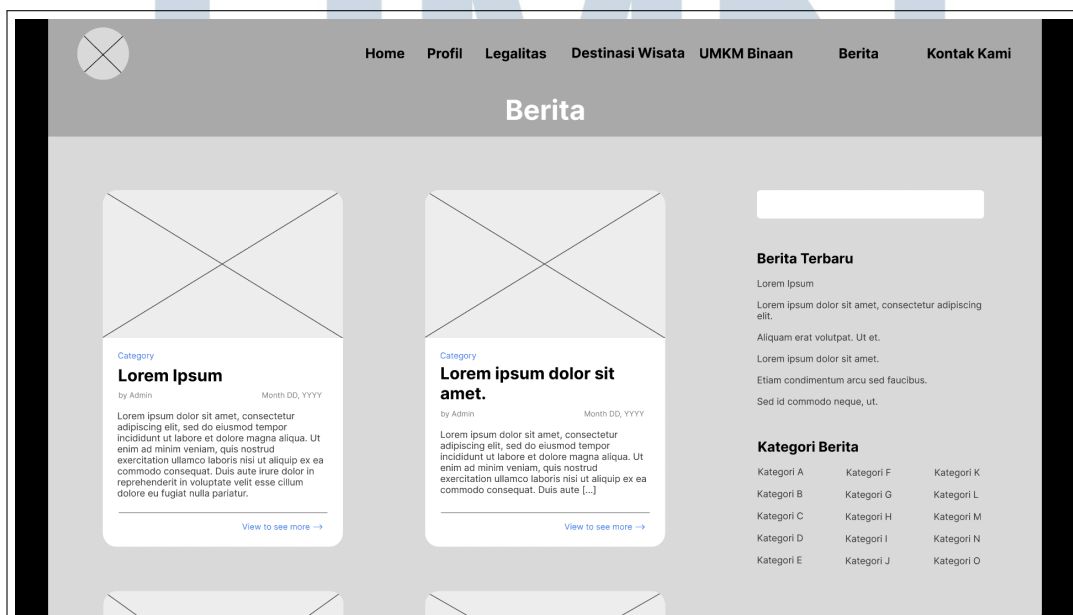 Home Profil Legalitas Destinasi Wisata UMKM Binaan Berita Kontak Kami
Berita
Category
Lorem Ipsum
by Admin Month DD, YYYY
Lorem ipsum dolor sit amet, consectetur
adipiscing elit, sed do eiusmod tempor
incididunt ut labore et dolore magna aliqua. Ut
enim ad minim veniam, quis nostrud
exercitation ullamco laboris nisi ut aliquip ex ea
commodo consequat. Duis aute irure dolor in
reprehenderit in voluptate velit esse cillum
dolore eu fugiat nulla pariatur.
View to see more →
Category
Lorem ipsum dolor sit
amet.
by Admin Month DD, YYYY
Lorem ipsum dolor sit amet, consectetur
adipiscing elit, sed do eiusmod tempor
incididunt ut labore et dolore magna aliqua. Ut
enim ad minim veniam, quis nostrud
exercitation ullamco laboris nisi ut aliquip ex ea
commodo consequat. Duis aute [...]
View to see more →
Berita Terbaru
Lorem Ipsum
Lorem ipsum dolor sit amet, consectetur adipiscing
elit.
Aliquam erat volutpat. Ut et.
Lorem ipsum dolor sit amet.
Etiam condimentum arcu sed faucibus.
Sed id commodo neque, ut.
Kategori Berita
Kategori A Kategori F Kategori K
Kategori B Kategori G Kategori L
Kategori C Kategori H Kategori M
Kategori D Kategori I Kategori N
Kategori E Kategori J Kategori O